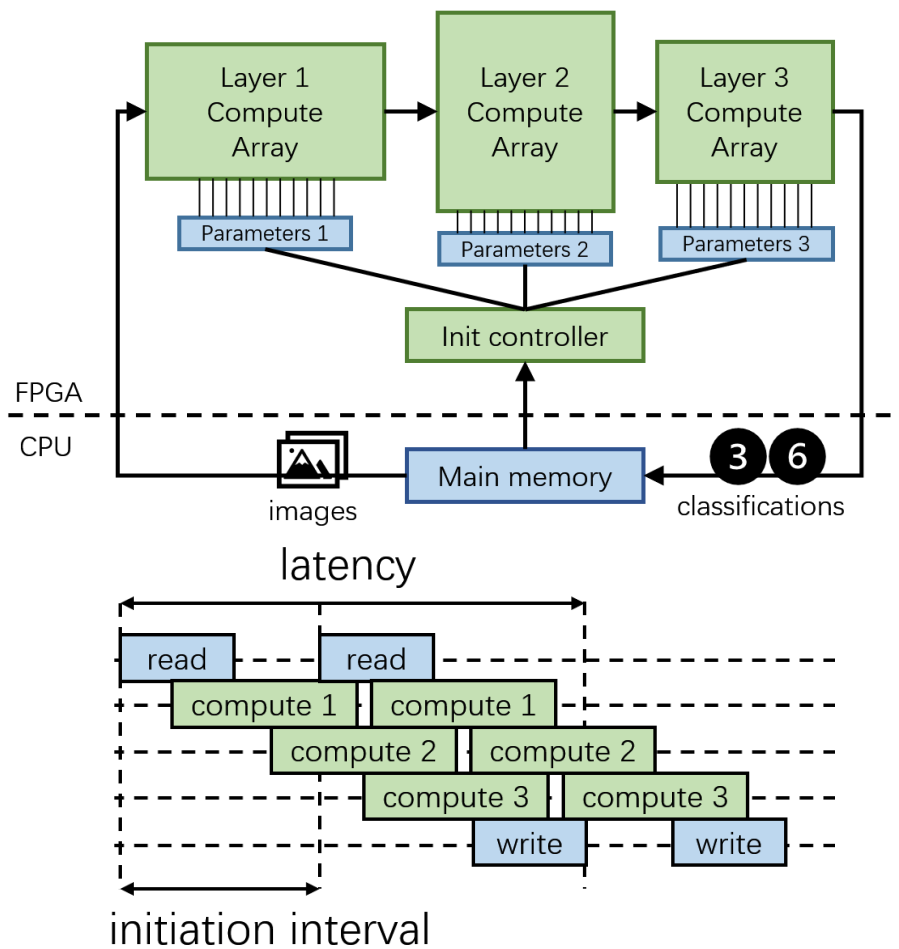 Layer 1
Compute
Array
Layer 2
Compute
Array
Layer 3
Compute
Array
Parameters 1
Parameters 2
Parameters 3
Init controller
FPGA
CPU
Main memory
images
3 6
classifications
latency
read read
compute 1 compute 1
compute 2 compute 2
compute 3 compute 3
write write
initiation interval